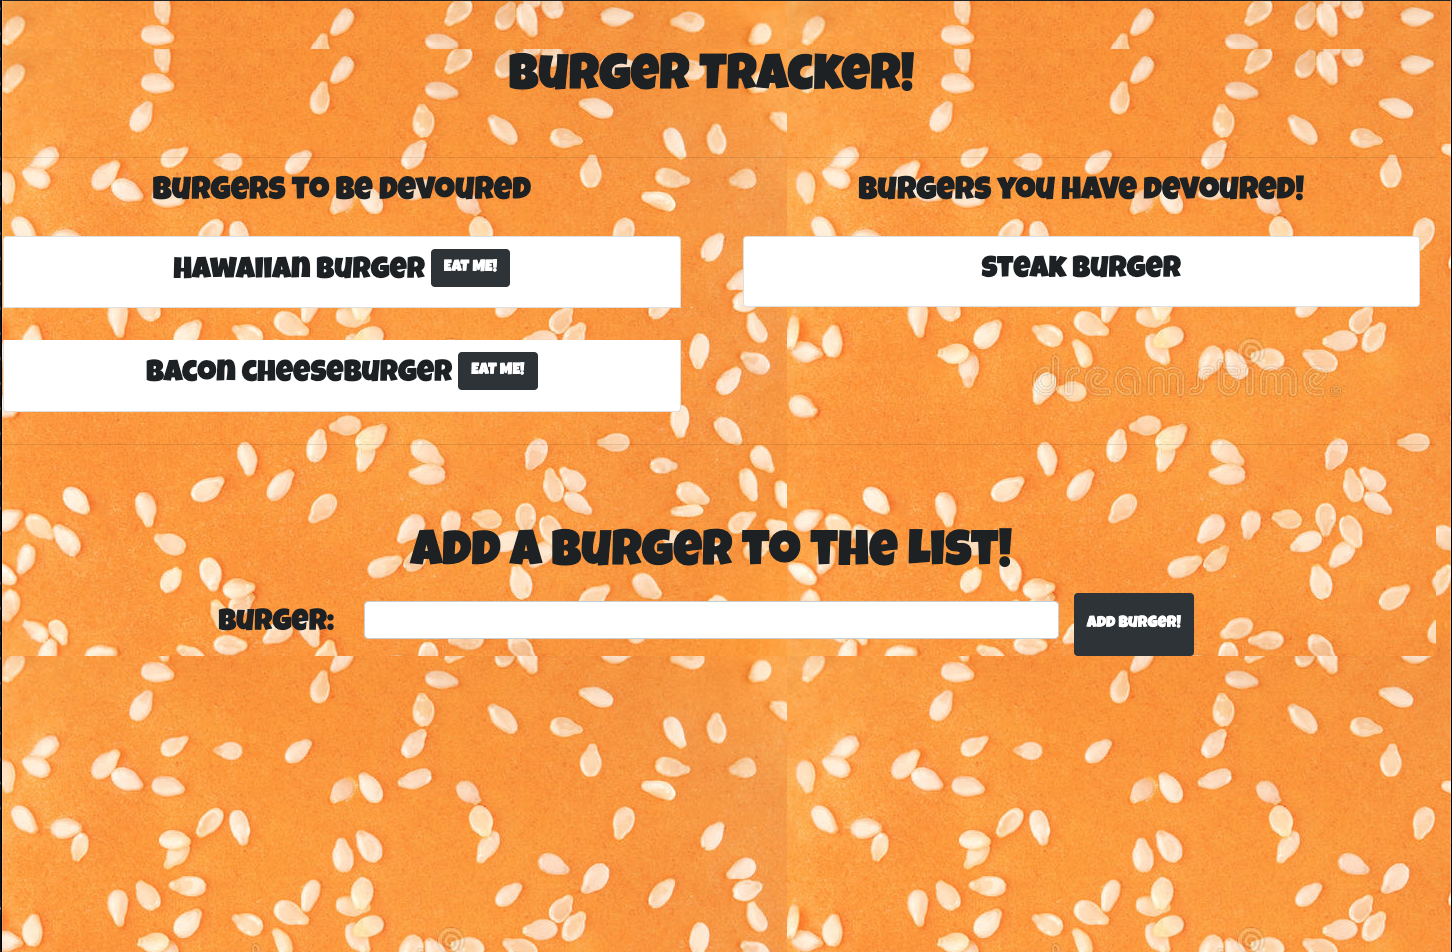 Burger Tracker!
Burgers to be devoured
Burgers you have devoured!
Hawaiian Burger
EAT ME!
Steak Burger
Bacon Cheeseburger
EAT ME!
dreamstime
Add a Burger to the list!
Burger:
Add Burger!